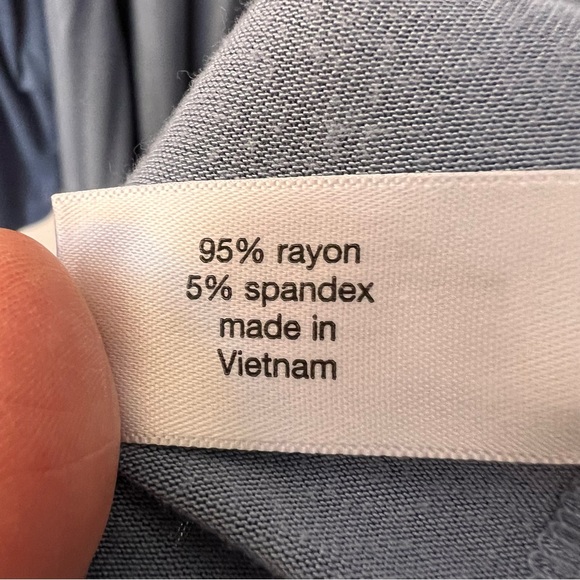 95% rayon
5% spandex
made in
Vietnam